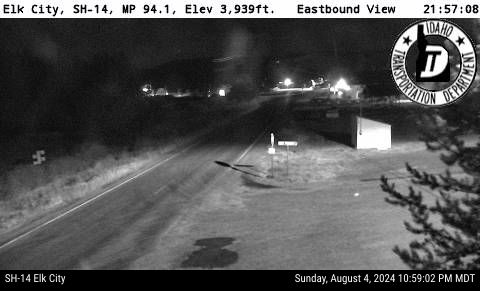 Elk City, SH-14, MP 94.1, Elev 3,939ft.   Eastbound View    21:57:08
IDAHO
TRANSPORTATION DEPARTMENT
SH-14 Elk City
Sunday, August 4, 2024 10:59:02 PM MDT